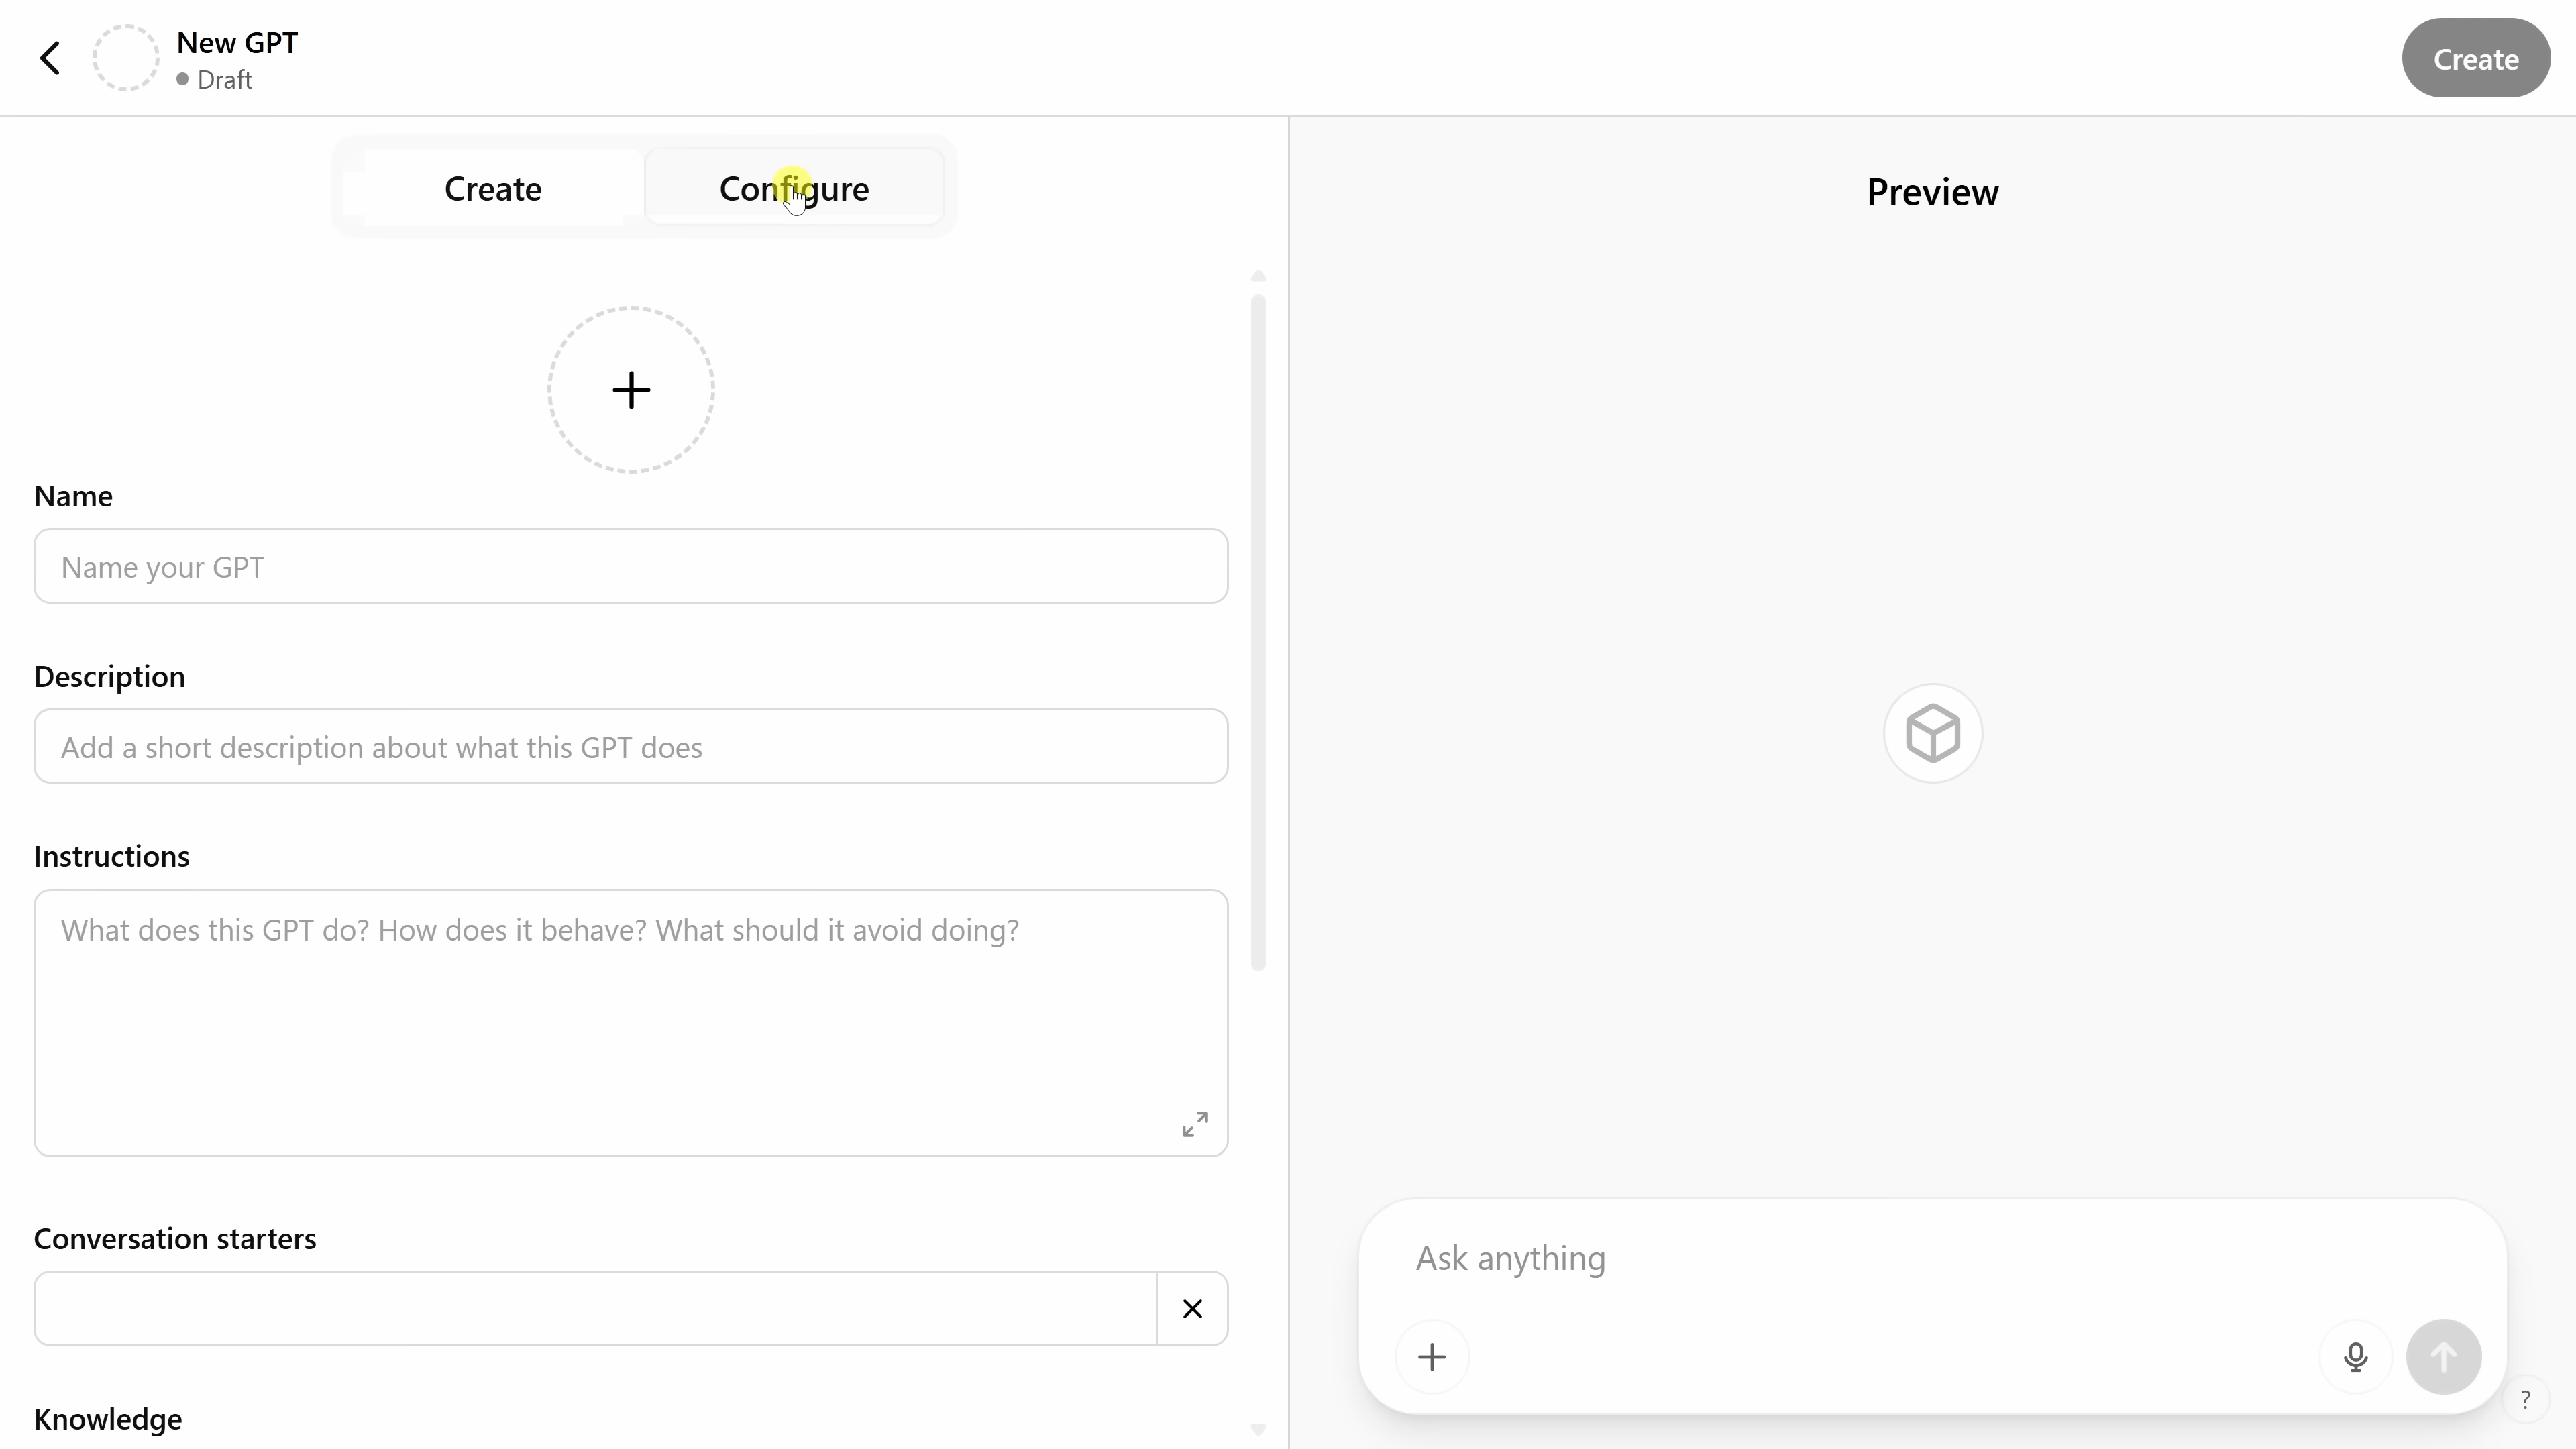 New GPT
Draft
Create
Create
Configure
Preview
Name
Name your GPT
Description
Add a short description about what this GPT does
Instructions
What does this GPT do? How does it behave? What should it avoid doing?
Conversation starters
Knowledge
Ask anything
?